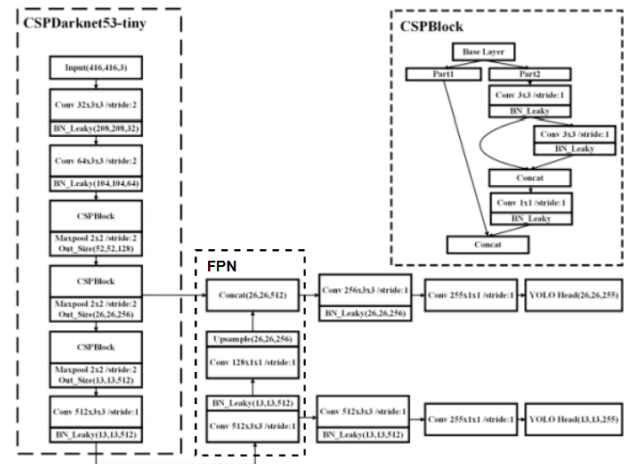 CSPDarknet53-tiny
Input(416,416,3)
Conv 32x3x3 /stride:2
BN_Leaky(208,208,32)
Conv 64x3x3 /stride:2
BN_Leaky(104,104,64)
CSPBlock
Maxpool 2x2 /stride:2
Out_Size(52,52,128)
CSPBlock
Maxpool 2x2 /stride:2
Out_Size(26,26,256)
CSPBlock
Maxpool 2x2 /stride:2
Out_Size(13,13,512)
Conv 512x3x3 /stride:1
BN_Leaky(13,13,512)
FPN
Concat(26,26,512)
Upsample(26,26,256)
Conv 128x1x1 /stride:1
BN_Leaky(13,13,512)
Conv 512x3x3 /stride:1
Conv 256x3x3 /stride:1
BN_Leaky(26,26,256)
Conv 255x1x1 /stride:1
YOLO Head(26,26,255)
Conv 512x3x3 /stride:1
BN_Leaky(13,13,512)
Conv 255x1x1 /stride:1
YOLO Head(13,13,255)
CSPBlock
Base Layer
Part1
Part2
Conv 3x3 /stride:1
BN_Leaky
Conv 3x3 /stride:1
BN_Leaky
Concat
Conv 1x1 /stride:1
BN_Leaky
Concat